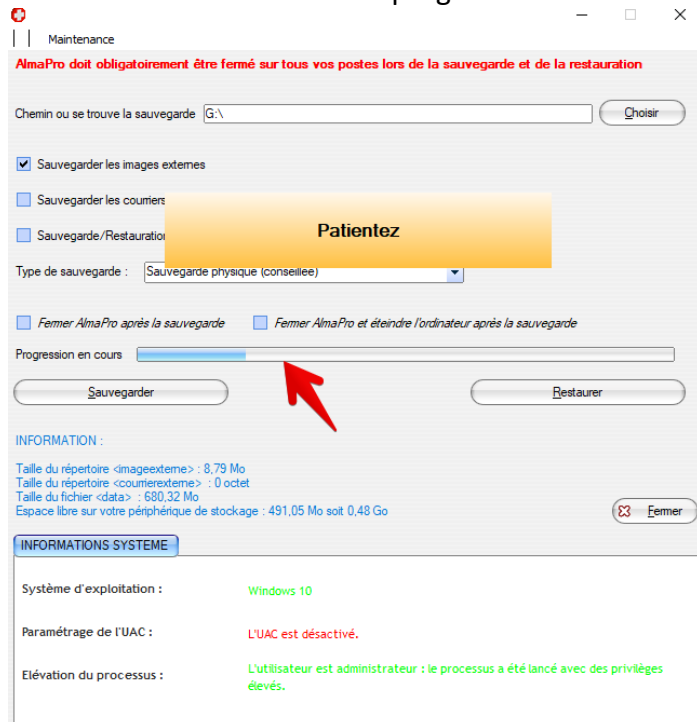 Maintenance
AlmaPro doit obligatoirement être fermé sur tous vos postes lors de la sauvegarde et de la restauration
Chemin ou se trouve la sauvegarde G:\ Choisir
Sauvegarder les images externes
Sauvegarder les courriers
Sauvegarde/Restauration
Patientez
Type de sauvegarde : Sauvegarde physique (conseillée)
Fermer AlmaPro après la sauvegarde Fermer AlmaPro et éteindre l'ordinateur après la sauvegarde
Progression en cours
Sauvegarder Restaurer
INFORMATION :
Taille du répertoire <imageexterne> : 8,79 Mo
Taille du répertoire <courrierexterne> : 0 octet
Taille du fichier <data> : 680,32 Mo
Espace libre sur votre périphérique de stockage : 491,05 Mo soit 0,48 Go
Fermer
INFORMATIONS SYSTEME
Système d'exploitation : Windows 10
Paramétrage de l'UAC : L'UAC est désactivé.
Elévation du processus : L'utilisateur est administrateur : le processus a été lancé avec des privilèges
élevés.